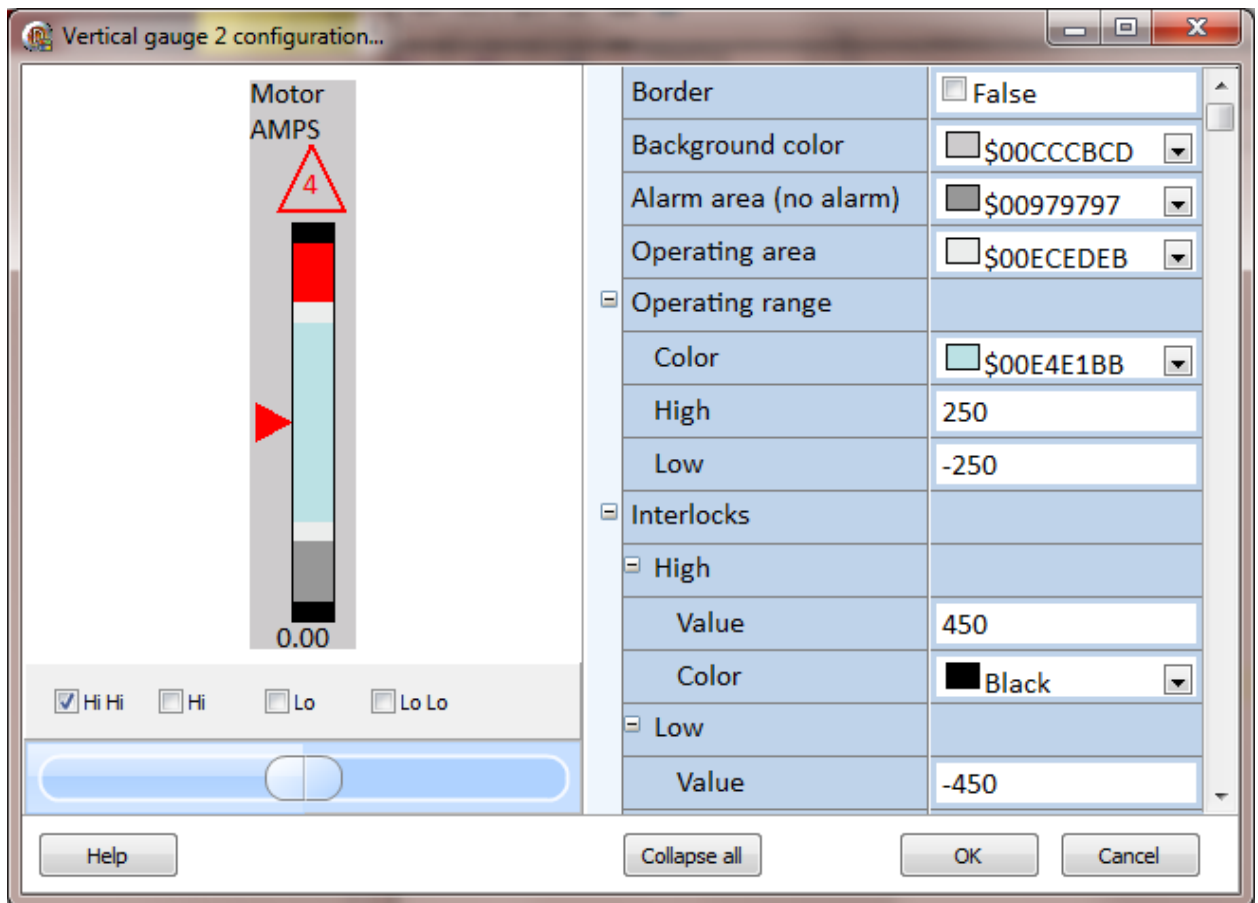 Vertical gauge 2 configuration...
Motor
AMPS
4
0.00
Hi Hi Hi Lo Lo Lo
Border False
Background color $00CCCBCD
Alarm area (no alarm) $00979797
Operating area $00ECEDEB
Operating range
Color $00E4E1BB
High 250
Low -250
Interlocks
High
Value 450
Color Black
Low
Value -450
Help Collapse all OK Cancel